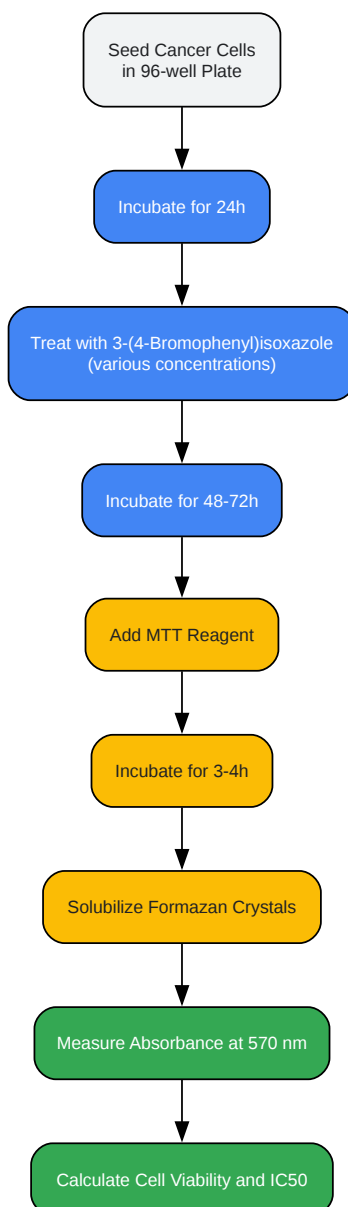 Seed Cancer Cells
in 96-well Plate
Incubate for 24h
Treat with 3-(4-Bromophenyl)isoxazole
(various concentrations)
Incubate for 48-72h
Add MTT Reagent
Incubate for 3-4h
Solubilize Formazan Crystals
Measure Absorbance at 570 nm
Calculate Cell Viability and IC50